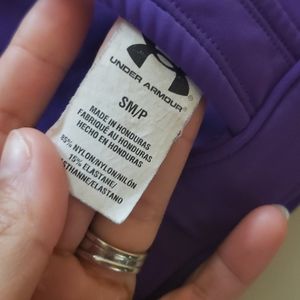 UNDER ARMOUR
SM/P
MADE IN HONDURAS
FABRIQUÉ AU HONDURAS
HECHO EN HONDURAS
85% NYLON/NYLON/NILÓN
15% ELASTANE/
ELASTHANNE/ELASTANO